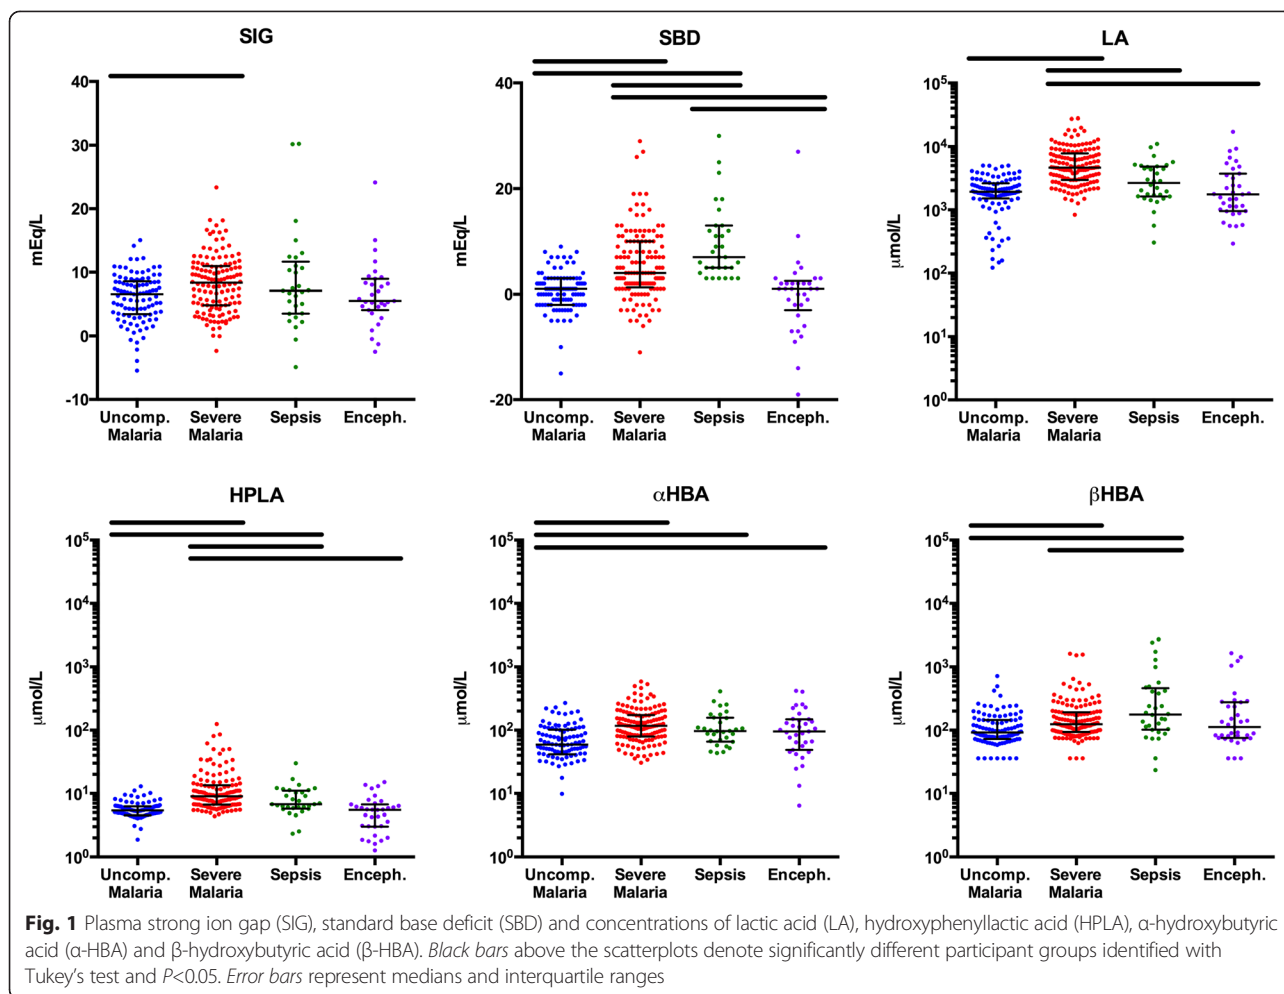 SIG
mEq/L
40
30
20
10
0
-10
Uncomp. Malaria
Severe Malaria
Sepsis
Enceph.
SBD
mEq/L
40
20
0
-20
Uncomp. Malaria
Severe Malaria
Sepsis
Enceph.
LA
μmol/L
10⁵
10⁴
10³
10²
10¹
10⁰
Uncomp. Malaria
Severe Malaria
Sepsis
Enceph.
HPLA
μmol/L
10⁵
10⁴
10³
10²
10¹
10⁰
Uncomp. Malaria
Severe Malaria
Sepsis
Enceph.
αHBA
μmol/L
10⁵
10⁴
10³
10²
10¹
10⁰
Uncomp. Malaria
Severe Malaria
Sepsis
Enceph.
βHBA
μmol/L
10⁵
10⁴
10³
10²
10¹
10⁰
Uncomp. Malaria
Severe Malaria
Sepsis
Enceph.
Fig. 1 Plasma strong ion gap (SIG), standard base deficit (SBD) and concentrations of lactic acid (LA), hydroxyphenyllactic acid (HPLA), α-hydroxybutyric
acid (α-HBA) and β-hydroxybutyric acid (β-HBA). Black bars above the scatterplots denote significantly different participant groups identified with
Tukey's test and P<0.05. Error bars represent medians and interquartile ranges